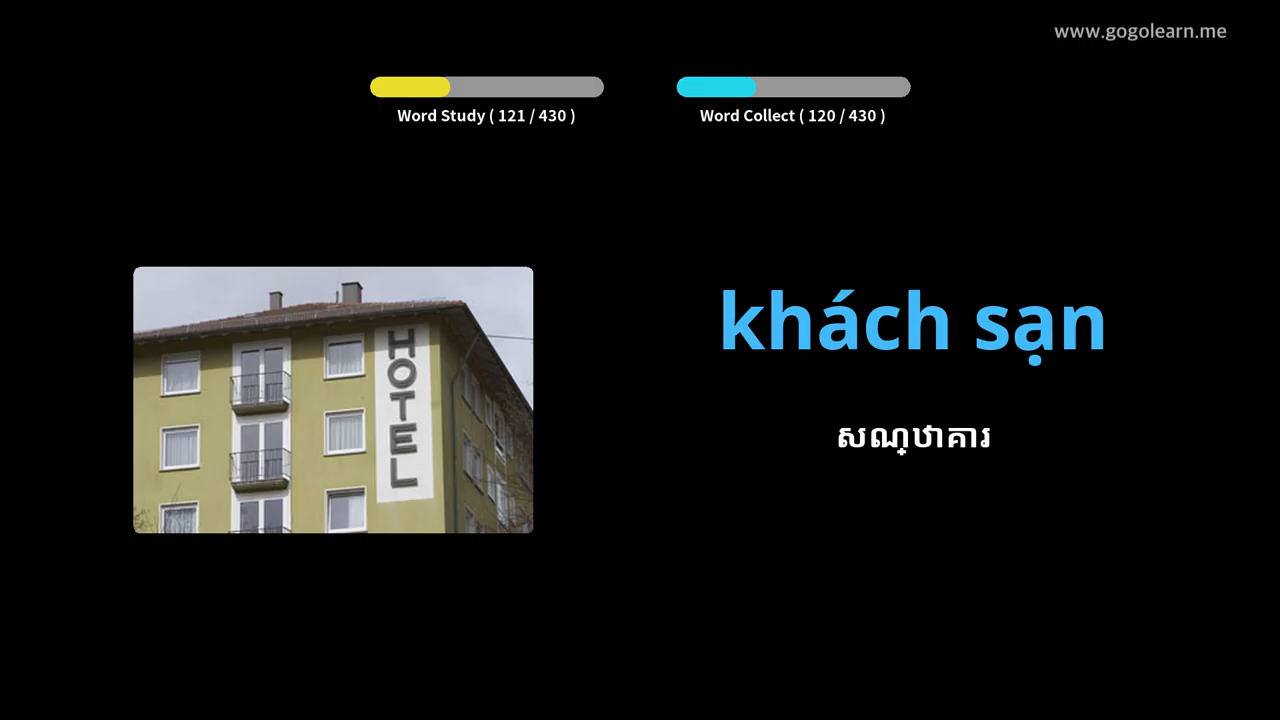 www.gogolearn.me
Word Study ( 121 / 430 )
Word Collect ( 120 / 430 )
HOTEL
khách sạn
សណ្ឋាគារ